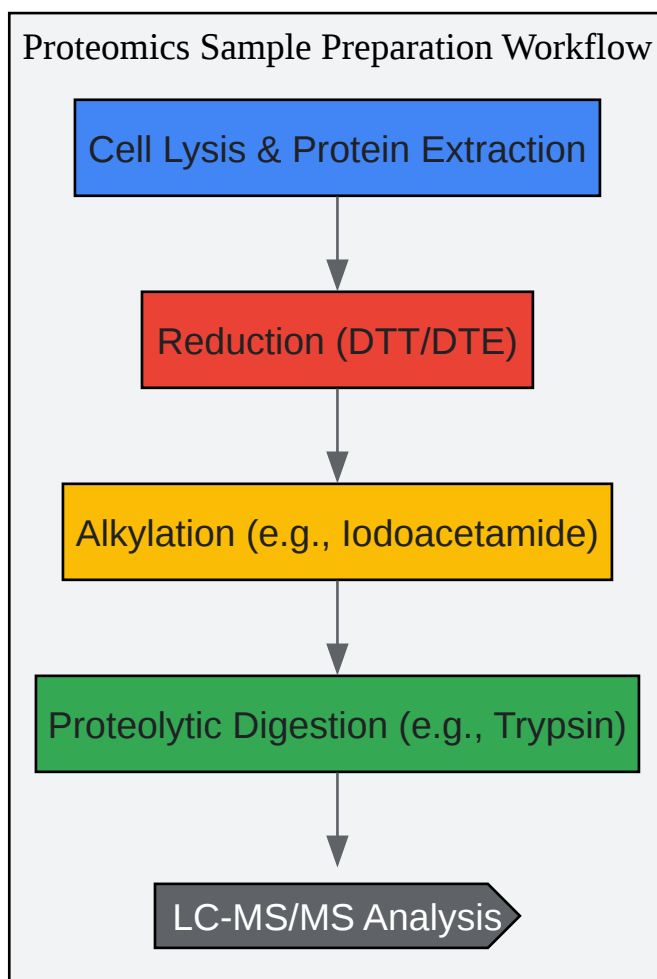 Proteomics Sample Preparation Workflow
Cell Lysis & Protein Extraction
Reduction (DTT/DTE)
Alkylation (e.g., Iodoacetamide)
Proteolytic Digestion (e.g., Trypsin)
LC-MS/MS Analysis